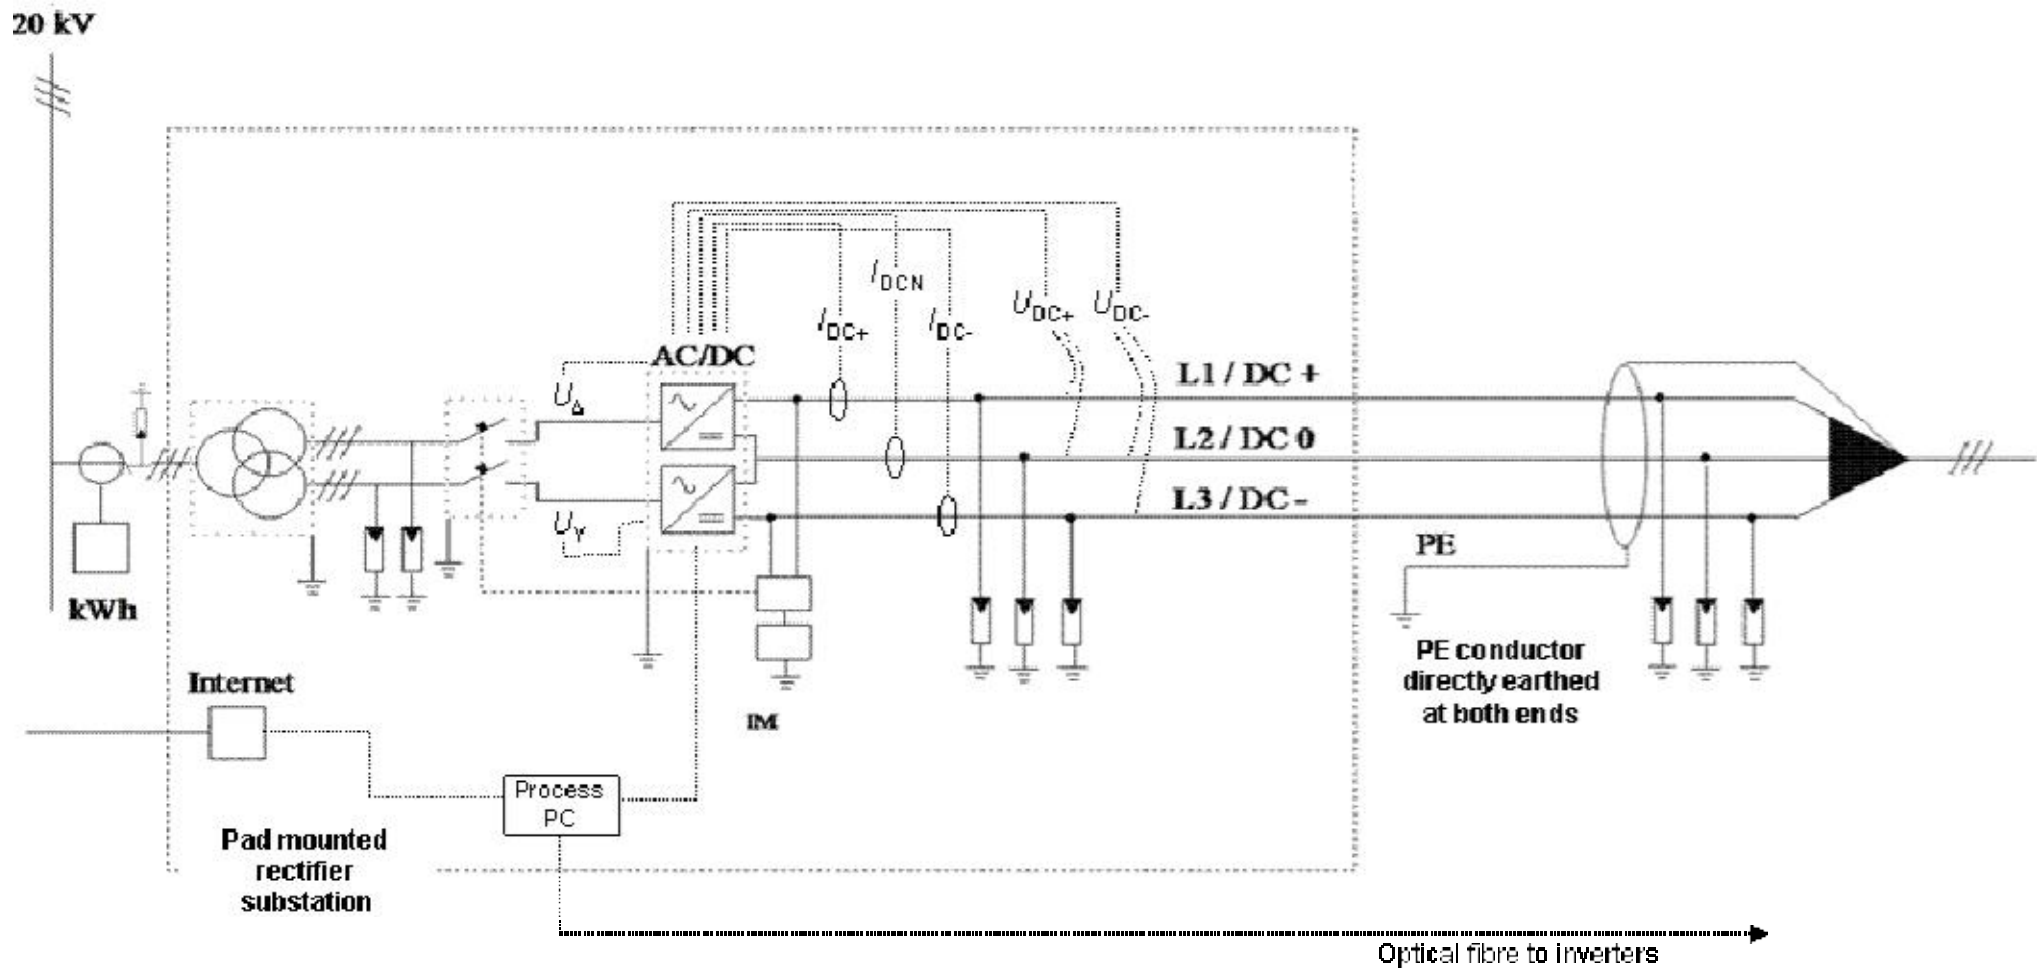 20 kV
I_DCN
I_DC+
I_DC-
U_DC+
U_DC-
AC/DC
U_Δ
L1 / DC +
L2 / DC 0
L3 / DC -
U_Y
PE
kWh
PE conductor
directly earthed
at both ends
Internet
IM
Process
PC
Pad mounted
rectifier
substation
Optical fibre to inverters